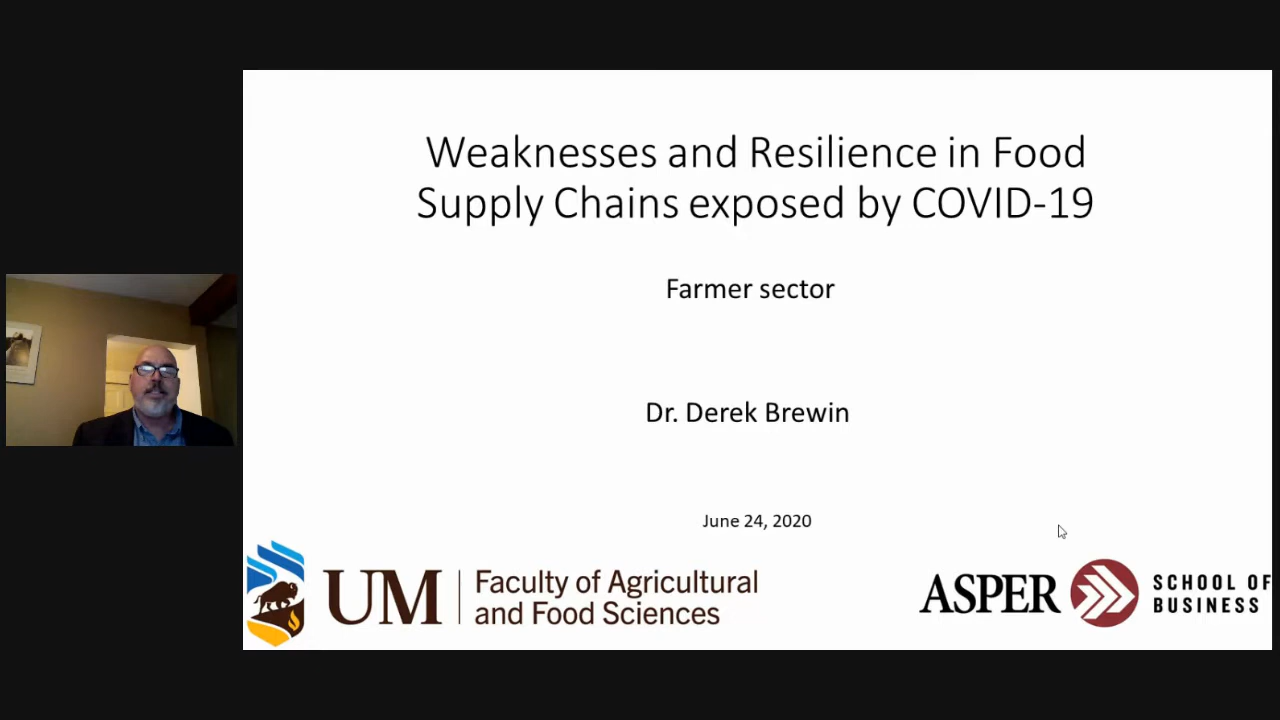 Weaknesses and Resilience in Food
Supply Chains exposed by COVID-19
Farmer sector
Dr. Derek Brewin
June 24, 2020
UM
Faculty of Agricultural
and Food Sciences
ASPER
SCHOOL OF
BUSINESS